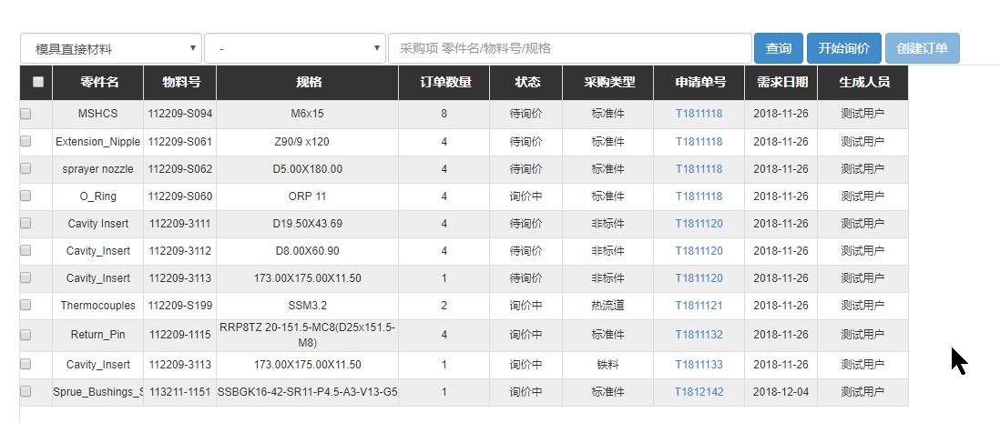 模具直接材料 - 采购项 零件名/物料号/规格 查询 开始询价 创建订单
零件名 物料号 规格 订单数量 状态 采购类型 申请单号 需求日期 生成人员
MSHCS 112209-S094 M6x15 8 待询价 标准件 T1811118 2018-11-26 测试用户
Extension_Nipple 112209-S061 Z90/9 x120 4 待询价 标准件 T1811118 2018-11-26 测试用户
sprayer nozzle 112209-S062 D5.00X180.00 4 待询价 标准件 T1811118 2018-11-26 测试用户
O_Ring 112209-S060 ORP 11 4 询价中 标准件 T1811118 2018-11-26 测试用户
Cavity Insert 112209-3111 D19.50X43.69 4 待询价 非标件 T1811120 2018-11-26 测试用户
Cavity_Insert 112209-3112 D8.00X60.90 4 待询价 非标件 T1811120 2018-11-26 测试用户
Cavity_Insert 112209-3113 173.00X175.00X11.50 1 待询价 非标件 T1811120 2018-11-26 测试用户
Thermocouples 112209-S199 SSM3.2 2 询价中 热流道 T1811121 2018-11-26 测试用户
Return_Pin 112209-1115 RRP8TZ 20-151.5-MC8(D25x151.5- 4 询价中 标准件 T1811132 2018-11-26 测试用户
M8)
Cavity_Insert 112209-3113 173.00X175.00X11.50 1 询价中 铁料 T1811133 2018-11-26 测试用户
Sprue_Bushings_S 113211-1151 SSBGK16-42-SR11-P4.5-A3-V13-G5 1 询价中 标准件 T1812142 2018-12-04 测试用户